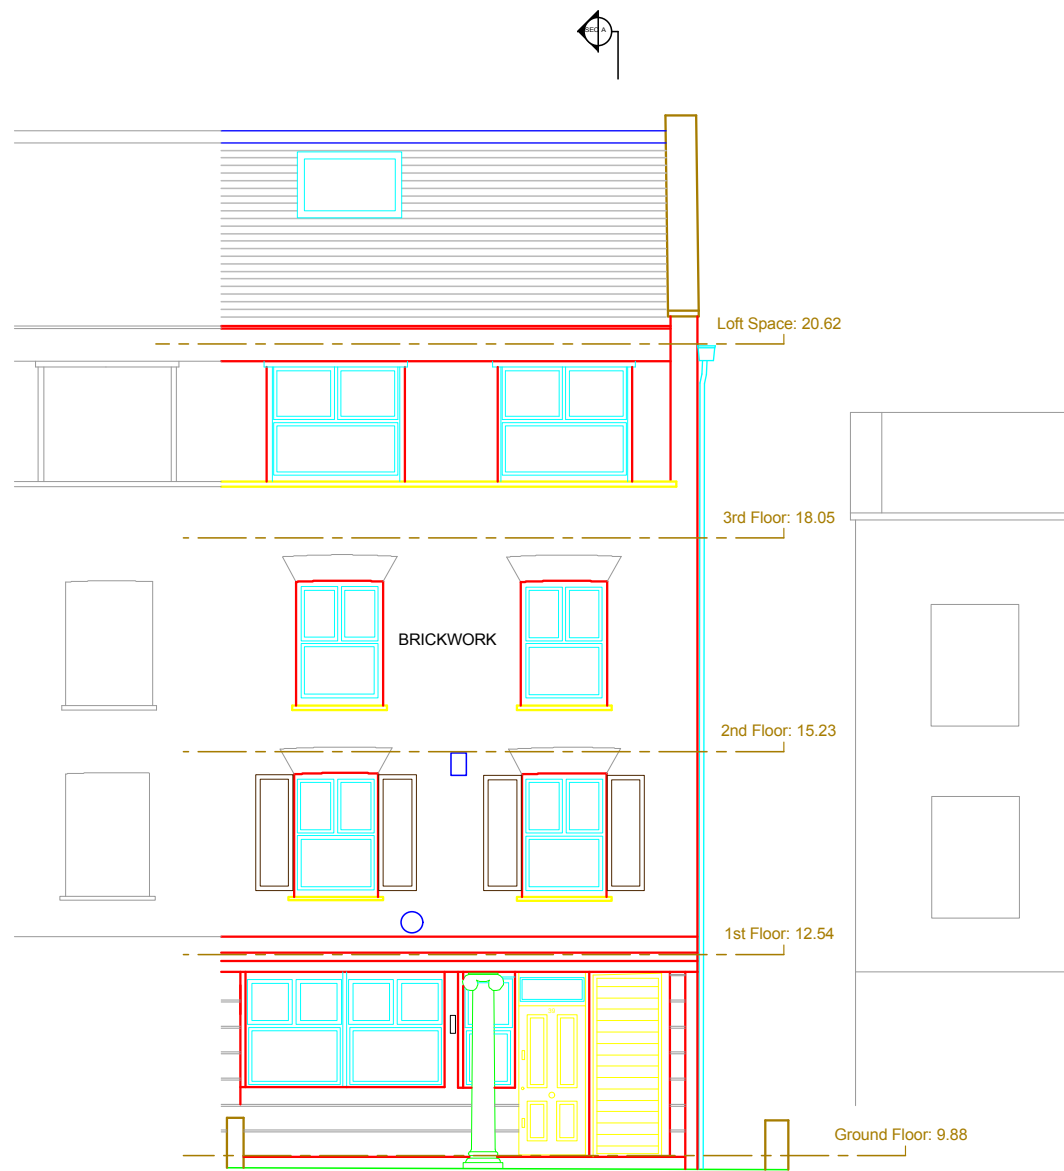 SEC A
Loft Space: 20.62
3rd Floor: 18.05
BRICKWORK
2nd Floor: 15.23
1st Floor: 12.54
Ground Floor: 9.88